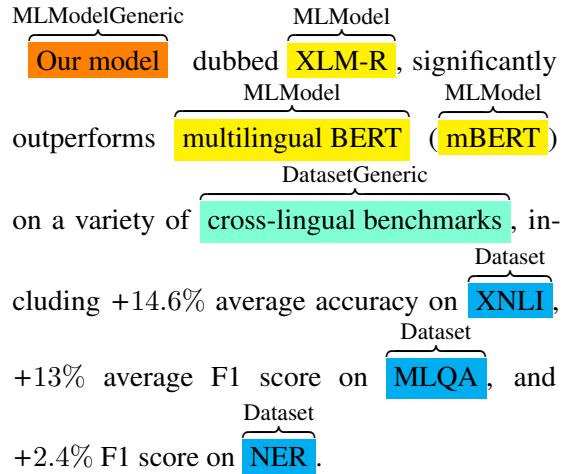 MLModelGeneric MLModel
Our model dubbed XLM-R, significantly
MLModel MLModel
outperforms multilingual BERT (mBERT)
DatasetGeneric
on a variety of cross-lingual benchmarks, in-
Dataset
cluding +14.6% average accuracy on XNLI,
Dataset
+13% average F1 score on MLQA, and
Dataset
+2.4% F1 score on NER.